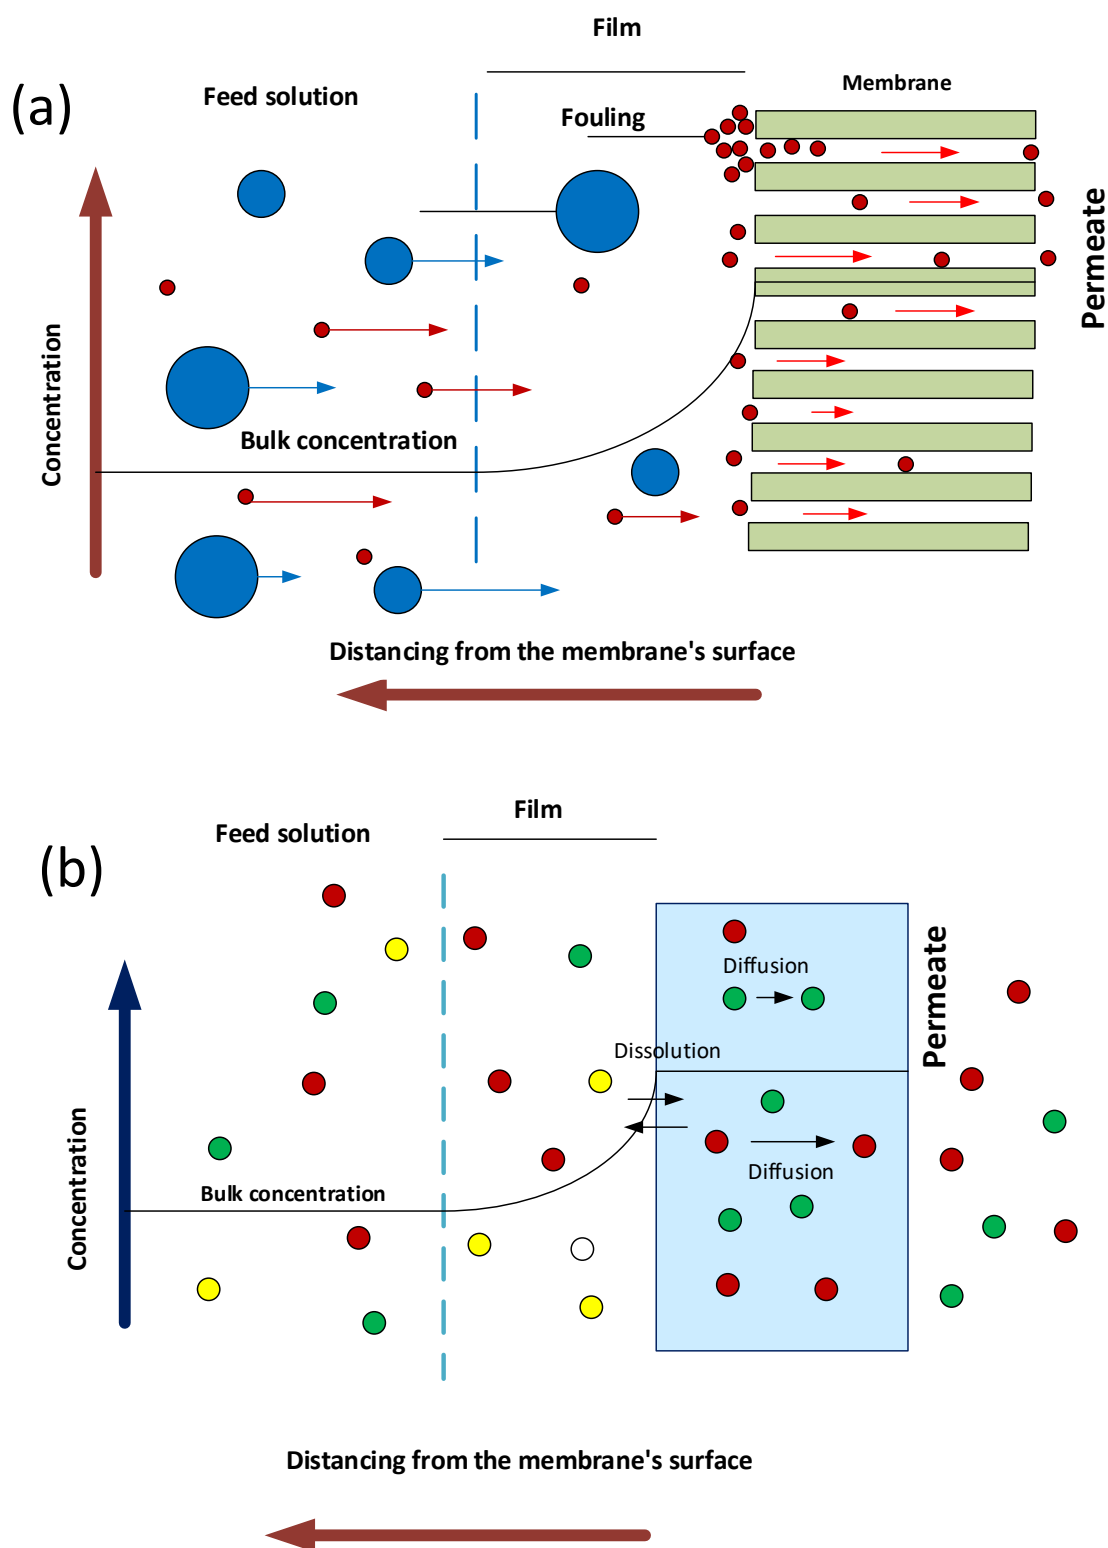 Film
(a)
Feed solution
Membrane
Fouling
Permeate
Concentration
Bulk concentration
Distancing from the membrane's surface
Film
Feed solution
(b)
Permeate
Diffusion
Dissolution
Concentration
Diffusion
Bulk concentration
Distancing from the membrane's surface